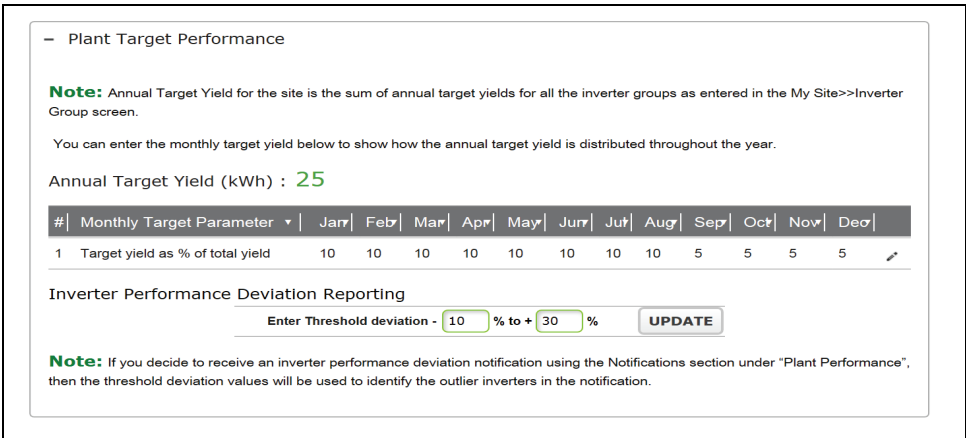 – Plant Target Performance
Note: Annual Target Yield for the site is the sum of annual target yields for all the inverter groups as entered in the My Site>>Inverter
Group screen.
You can enter the monthly target yield below to show how the annual target yield is distributed throughout the year.
Annual Target Yield (kWh) : 25
# Monthly Target Parameter Jan Feb Mar Apr May Jun Jul Aug Sep Oct Nov Dec
1 Target yield as % of total yield 10 10 10 10 10 10 10 10 5 5 5 5
Inverter Performance Deviation Reporting
Enter Threshold deviation - 10 % to + 30 % UPDATE
Note: If you decide to receive an inverter performance deviation notification using the Notifications section under “Plant Performance”,
then the threshold deviation values will be used to identify the outlier inverters in the notification.